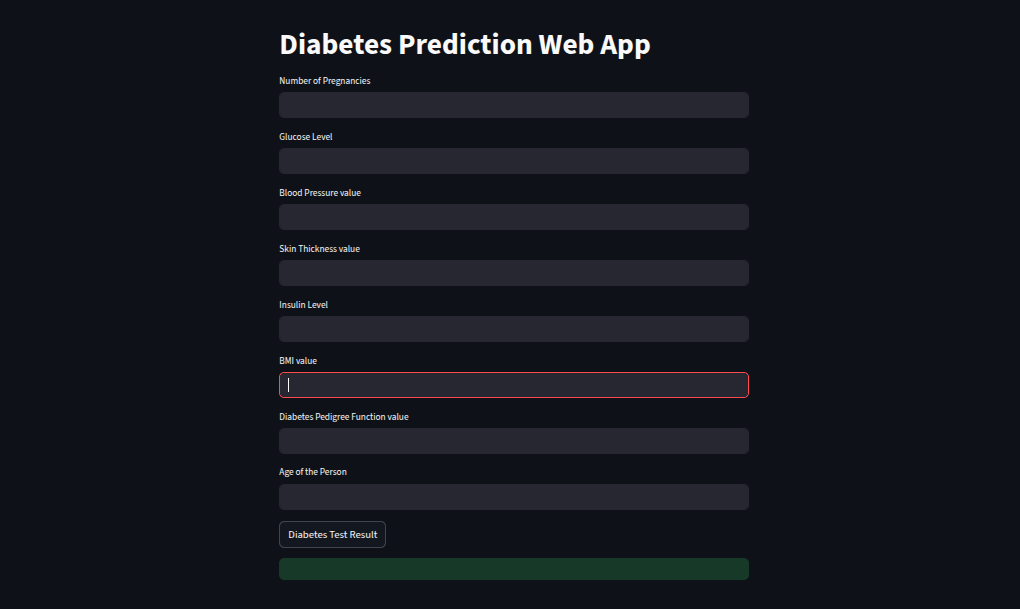 Diabetes Prediction Web App
Number of Pregnancies
Glucose Level
Blood Pressure value
Skin Thickness value
Insulin Level
BMI value
Diabetes Pedigree Function value
Age of the Person
Diabetes Test Result